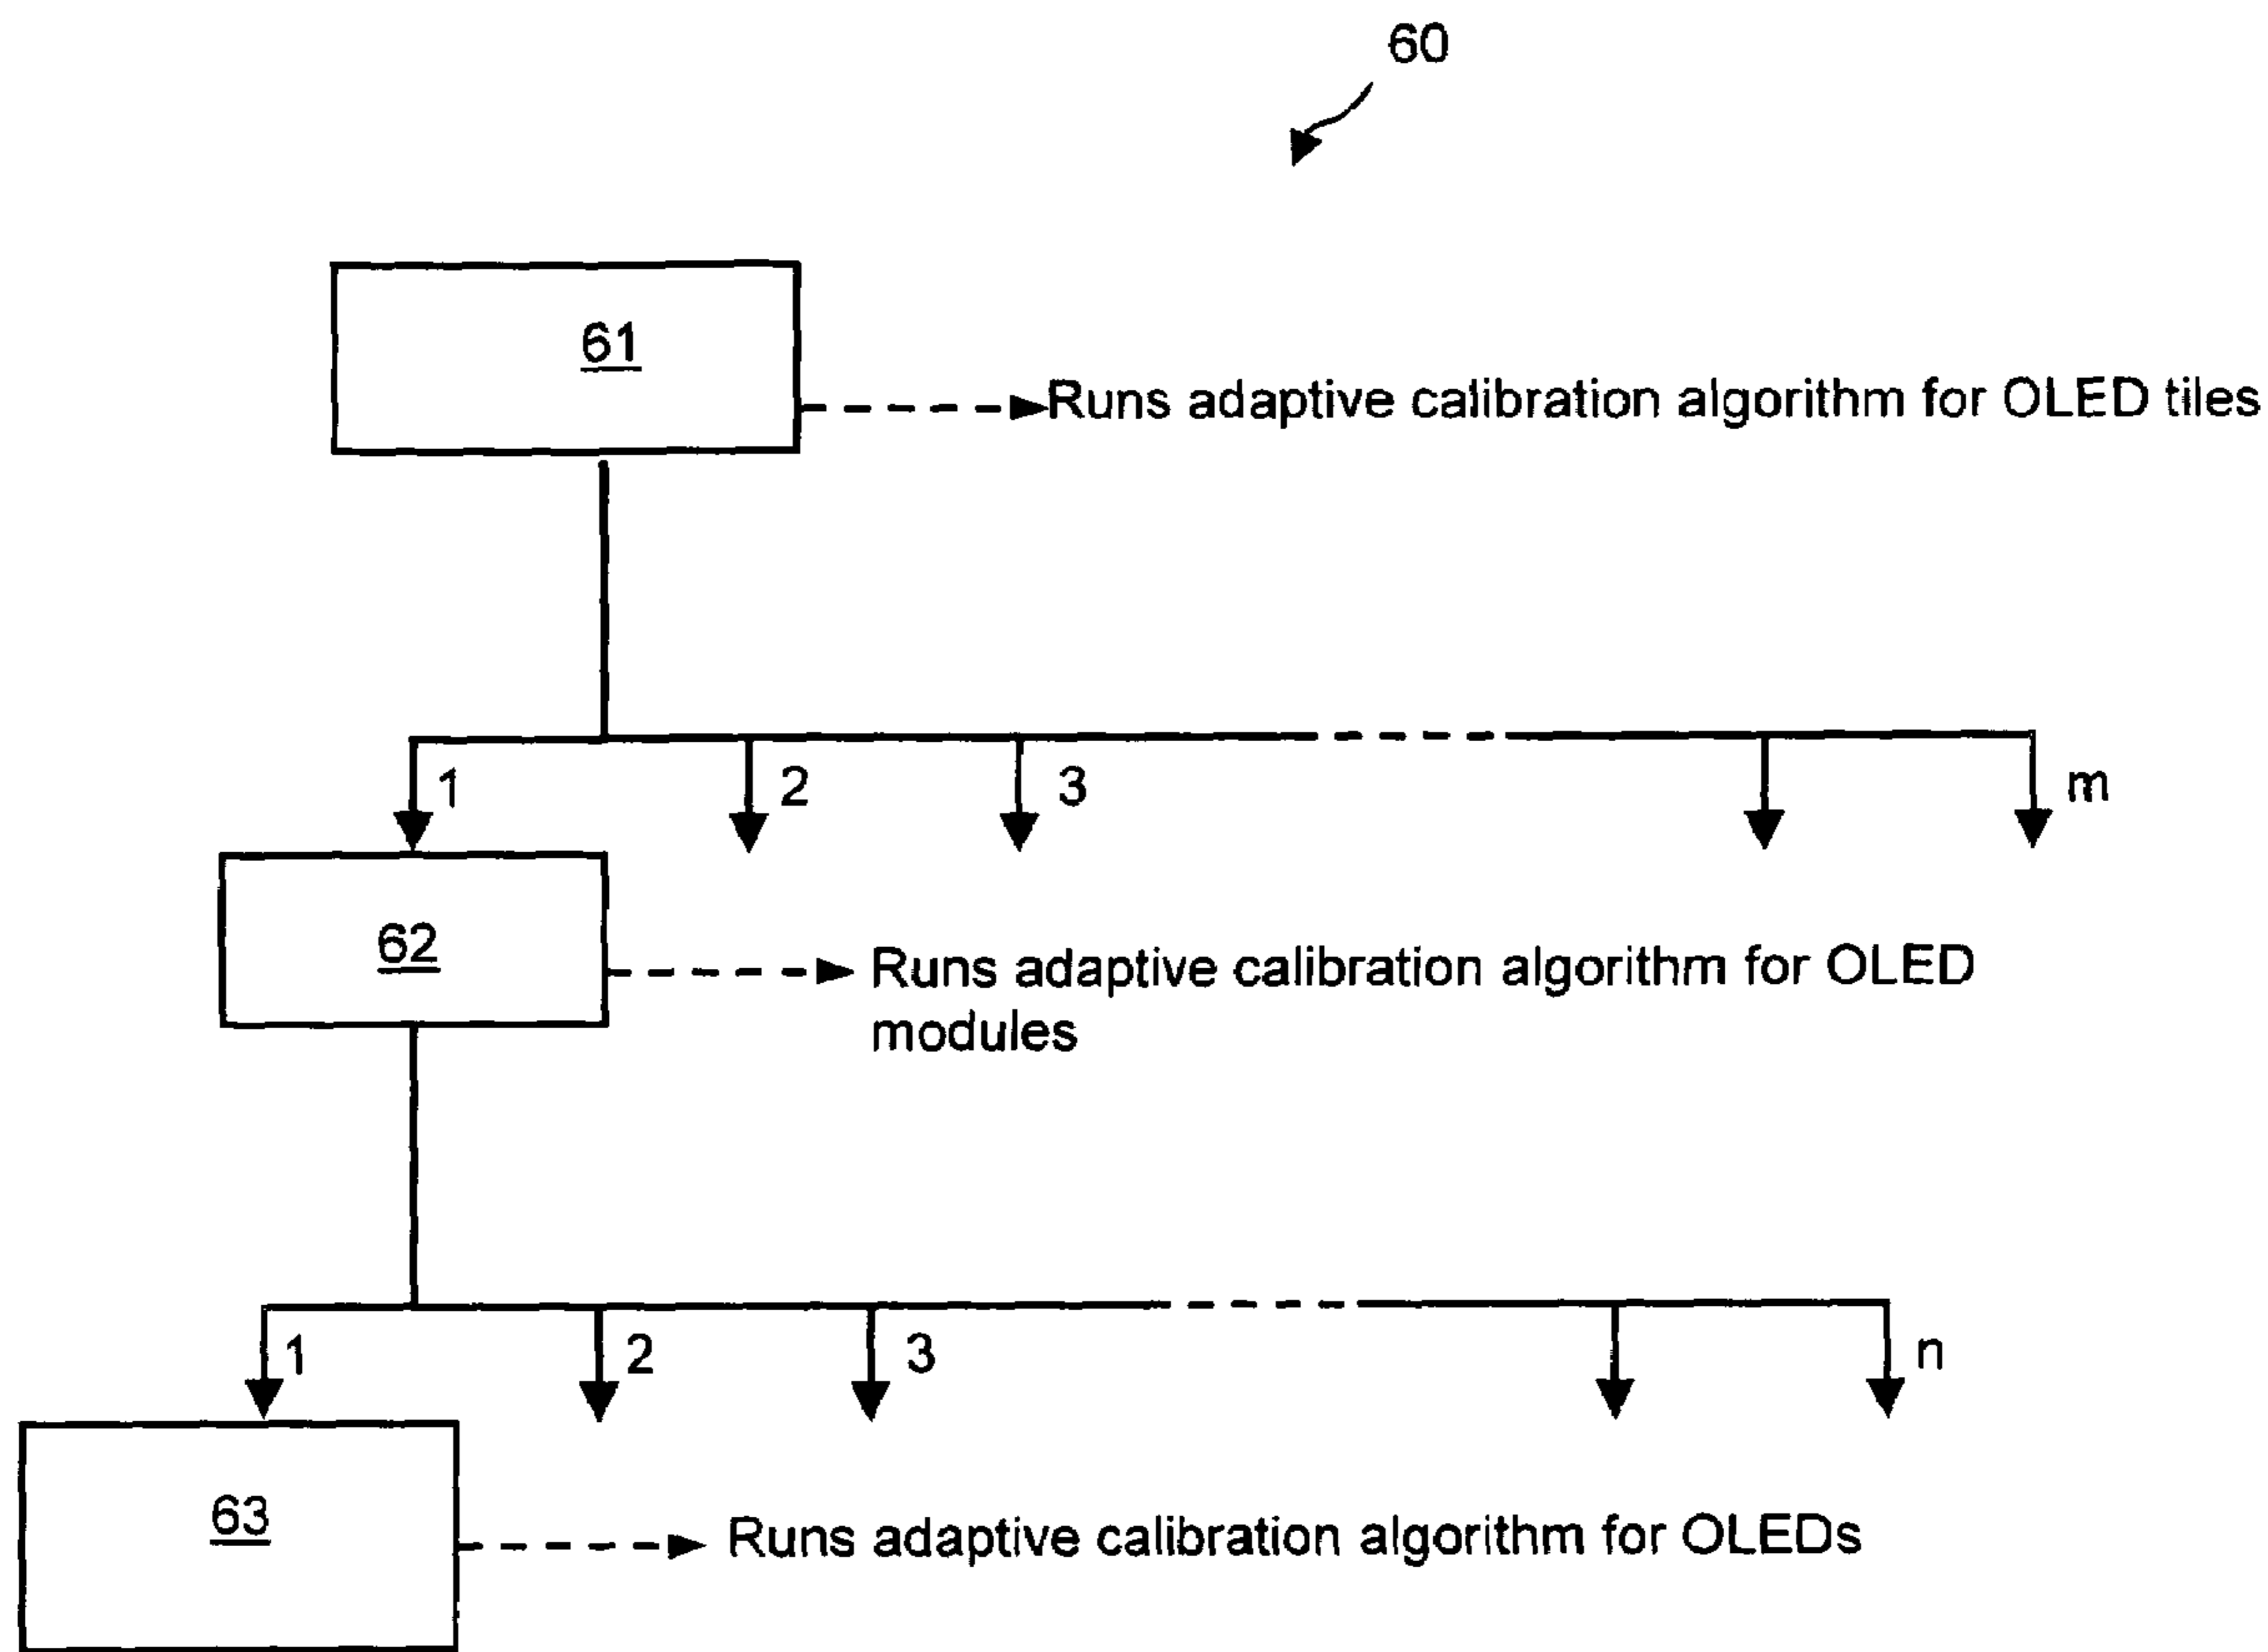 60
61
Runs adaptive calibration algorithm for OLED tiles
1
2
3
m
62
Runs adaptive calibration algorithm for OLED
modules
1
2
3
n
63
Runs adaptive calibration algorithm for OLEDs